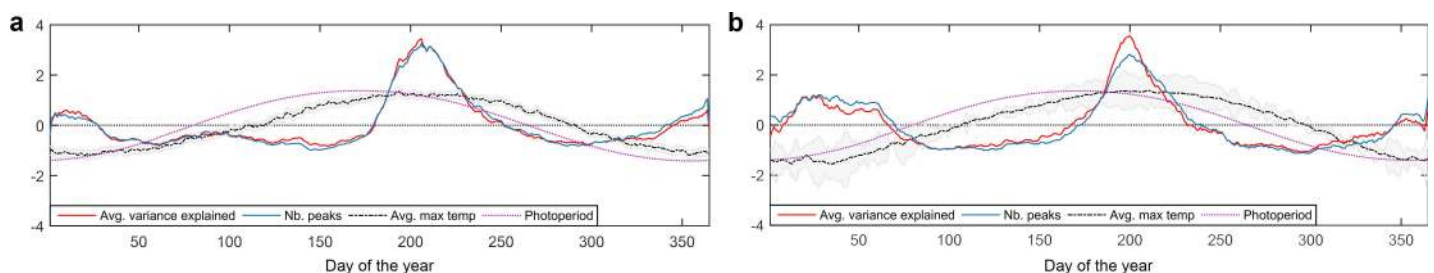 a
4
2
0
-2
-4
Avg. variance explained Nb. peaks Avg. max temp Photoperiod
50 100 150 200 250 300 350
Day of the year
b
4
2
0
-2
-4
Avg. variance explained Nb. peaks Avg. max temp Photoperiod
50 100 150 200 250 300 350
Day of the year